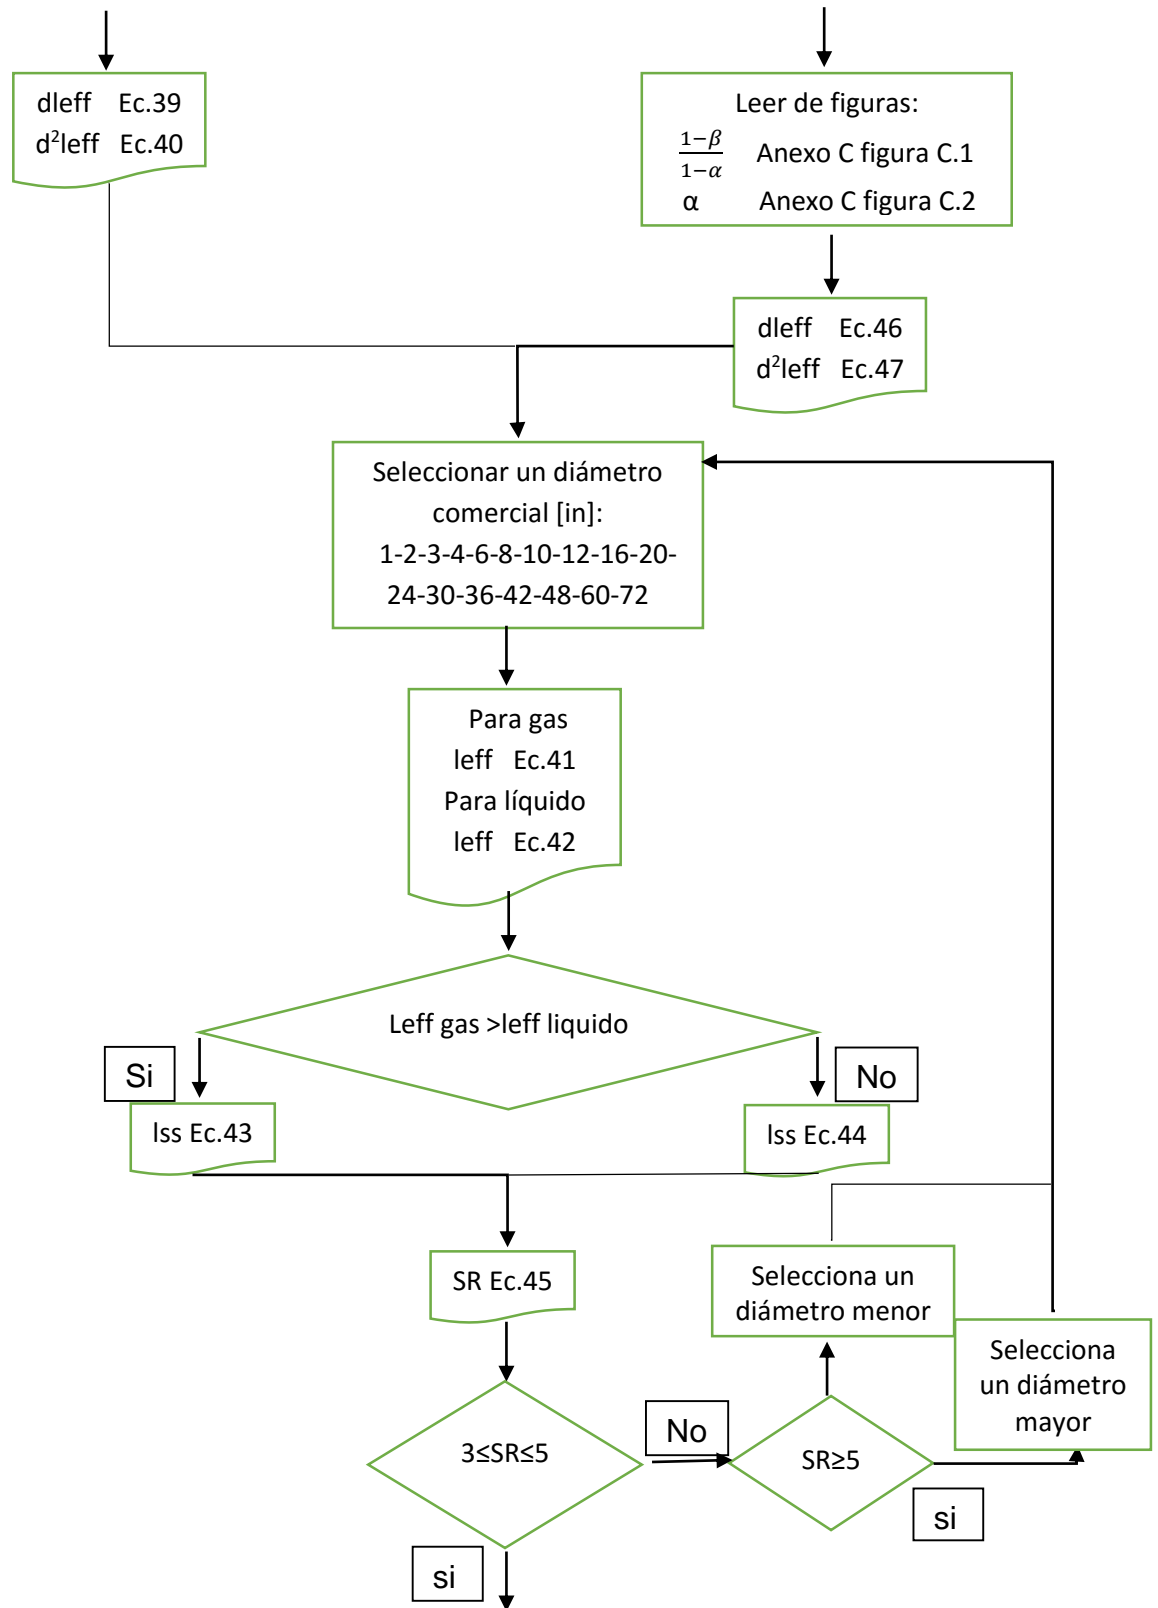 dleff Ec.39
d²leff Ec.40
Leer de figuras:
1−β
1−α
Anexo C figura C.1
α Anexo C figura C.2
dleff Ec.46
d²leff Ec.47
Seleccionar un diámetro
comercial [in]:
1-2-3-4-6-8-10-12-16-20-
24-30-36-42-48-60-72
Para gas
leff Ec.41
Para líquido
leff Ec.42
Leff gas >leff liquido
Si
No
lss Ec.43
lss Ec.44
SR Ec.45
Selecciona un
diámetro menor
Selecciona
un diámetro
mayor
3≤SR≤5
No
SR≥5
si
si